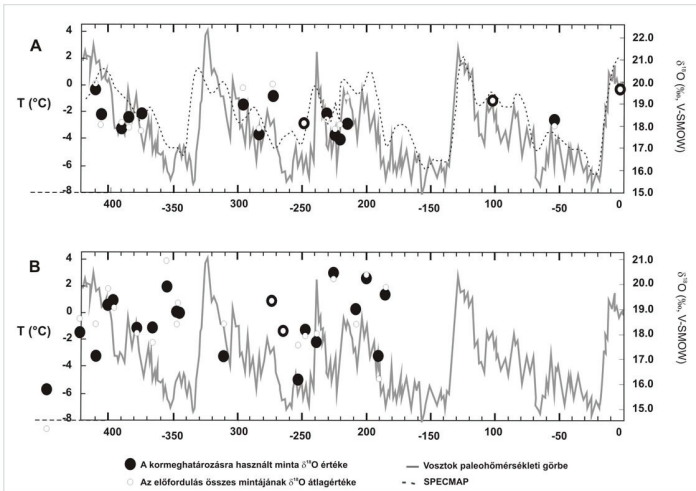 A
4
2
0
-2
-4
-6
-8
T (°C)
22.0
21.0
20.0
19.0
18.0
17.0
16.0
15.0
δ¹⁸O (‰, V-SMOW)
400 -350 300 -250 200 -150 100 -50 0
B
4
2
0
-2
-4
-6
-8
T (°C)
21.0
20.0
19.0
18.0
17.0
16.0
15.0
δ¹⁸O (‰, V-SMOW)
400 -350 300 -250 200 -150 100 -50 0
A kormeghatározásra használt minta δ¹⁸O értéke
Vosztok paleohőmérsékleti görbe
Az előfordulás összes mintájának δ¹⁸O átlagértéke
SPECMAP